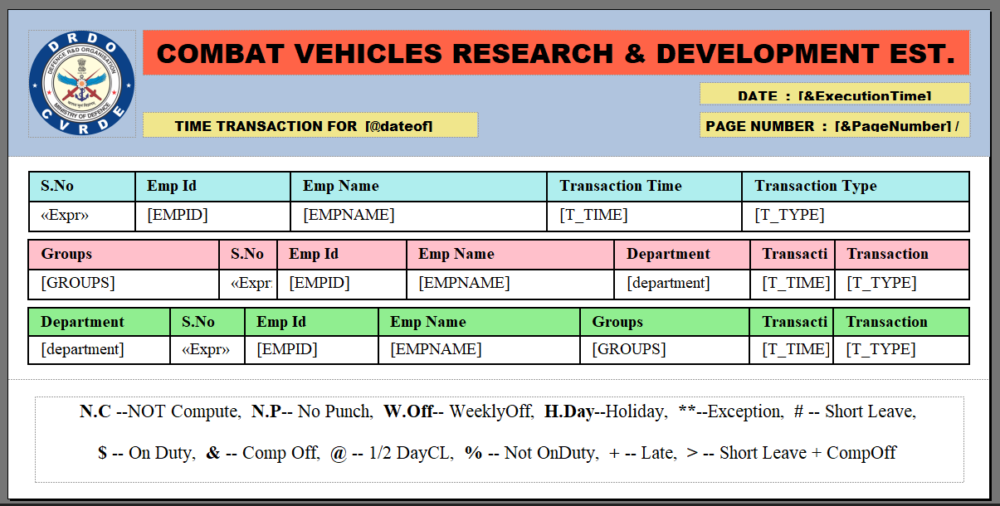 DRDO
DEFENCE R&D ORGANISATION
MINISTRY OF DEFENCE
CVRDE
COMBAT VEHICLES RESEARCH & DEVELOPMENT EST.
DATE : [&ExecutionTime]
TIME TRANSACTION FOR [@dateof]
PAGE NUMBER : [&PageNumber] /
S.No Emp Id Emp Name Transaction Time Transaction Type
«Expr» [EMPID] [EMPNAME] [T_TIME] [T_TYPE]
Groups S.No Emp Id Emp Name Department Transacti Transaction
[GROUPS] «Expr [EMPID] [EMPNAME] [department] [T_TIME] [T_TYPE]
Department S.No Emp Id Emp Name Groups Transacti Transaction
[department] «Expr» [EMPID] [EMPNAME] [GROUPS] [T_TIME] [T_TYPE]
N.C --NOT Compute, N.P-- No Punch, W.Off-- WeeklyOff, H.Day--Holiday, **--Exception, # -- Short Leave,
$ -- On Duty, & -- Comp Off, @ -- 1/2 DayCL, % -- Not OnDuty, + -- Late, > -- Short Leave + CompOff